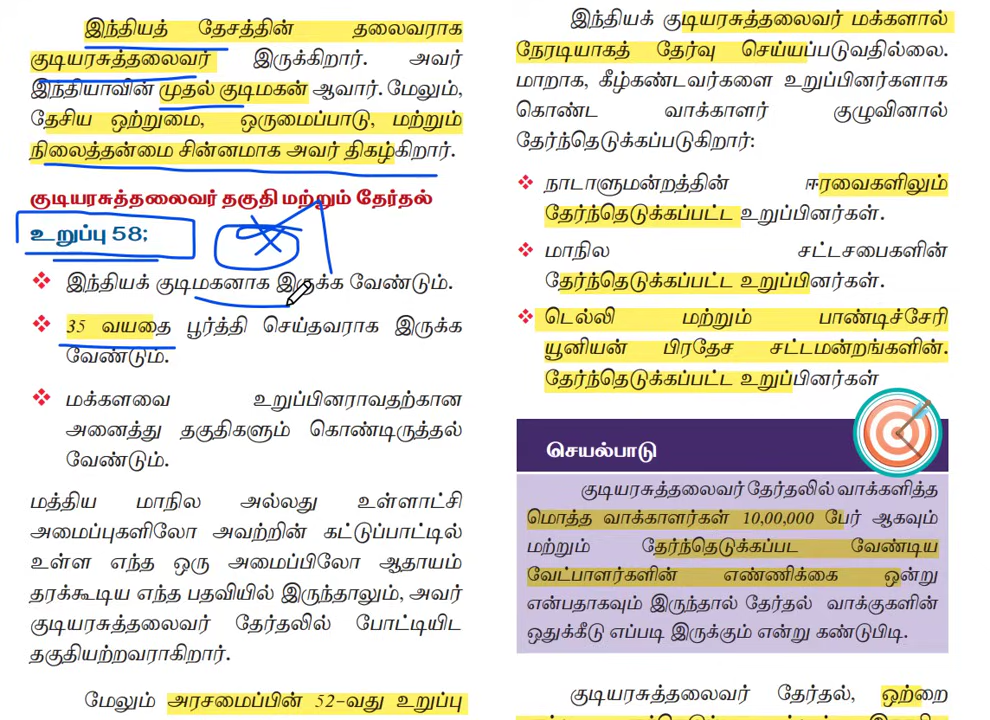 இந்தியத் தேசத்தின் தலைவராக
குடியரசுத்தலைவர் இருக்கிறார். அவர்
இந்தியாவின் முதல் குடிமகன் ஆவார். மேலும்,
தேசிய ஒற்றுமை, ஒருமைப்பாடு, மற்றும்
நிலைத்தன்மை சின்னமாக அவர் திகழ்கிறார்.
குடியரசுத்தலைவர் தகுதி மற்றும் தேர்தல்
உறுப்பு 58;
❖ இந்தியக் குடிமகனாக இருக்க வேண்டும்.
❖ 35 வயதை பூர்த்தி செய்தவராக இருக்க
வேண்டும்.
❖ மக்களவை உறுப்பினராவதற்கான
அனைத்து தகுதிகளும் கொண்டிருத்தல்
வேண்டும்.
மத்திய மாநில அல்லது உள்ளாட்சி
அமைப்புகளிலோ அவற்றின் கட்டுப்பாட்டில்
உள்ள எந்த ஒரு அமைப்பிலோ ஆதாயம்
தரக்கூடிய எந்த பதவியில் இருந்தாலும், அவர்
குடியரசுத்தலைவர் தேர்தலில் போட்டியிட
தகுதியற்றவராகிறார்.
மேலும் அரசமைப்பின் 52-வது உறுப்பு
இந்தியக் குடியரசுத்தலைவர் மக்களால்
நேரடியாகத் தேர்வு செய்யப்படுவதில்லை.
மாறாக, கீழ்கண்டவர்களை உறுப்பினர்களாக
கொண்ட வாக்காளர் குழுவினால்
தேர்ந்தெடுக்கப்படுகிறார்:
❖ நாடாளுமன்றத்தின் ஈரவைகளிலும்
தேர்ந்தெடுக்கப்பட்ட உறுப்பினர்கள்.
❖ மாநில சட்டசபைகளின்
தேர்ந்தெடுக்கப்பட்ட உறுப்பினர்கள்.
❖ டெல்லி மற்றும் பாண்டிச்சேரி
யூனியன் பிரதேச சட்டமன்றங்களின்.
தேர்ந்தெடுக்கப்பட்ட உறுப்பினர்கள்
செயல்பாடு
குடியரசுத்தலைவர் தேர்தலில் வாக்களித்த
மொத்த வாக்காளர்கள் 10,00,000 பேர் ஆகவும்
மற்றும் தேர்ந்தெடுக்கப்பட வேண்டிய
வேட்பாளர்களின் எண்ணிக்கை ஒன்று
என்பதாகவும் இருந்தால் தேர்தல் வாக்குகளின்
ஒதுக்கீடு எப்படி இருக்கும் என்று கண்டுபிடி.
குடியரசுத்தலைவர் தேர்தல், ஒற்றை